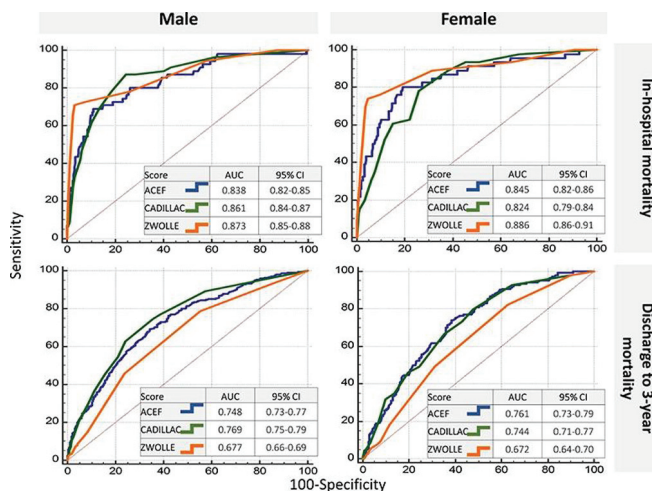 Male
Female
100
80
60
40
20
0
Score AUC 95% CI
ACEF 0.838 0.82-0.85
CADILLAC 0.861 0.84-0.87
ZWOLLE 0.873 0.85-0.88
0 20 40 60 80 100
100
80
60
40
20
0
Score AUC 95% CI
ACEF 0.845 0.82-0.86
CADILLAC 0.824 0.79-0.84
ZWOLLE 0.886 0.86-0.91
0 20 40 60 80 100
In-hospital mortality
Sensitivity
100
80
60
40
20
0
Score AUC 95% CI
ACEF 0.748 0.73-0.77
CADILLAC 0.769 0.75-0.79
ZWOLLE 0.677 0.66-0.69
0 20 40 60 80 100
100
80
60
40
20
0
Score AUC 95% CI
ACEF 0.761 0.73-0.79
CADILLAC 0.744 0.71-0.77
ZWOLLE 0.672 0.64-0.70
0 20 40 60 80 100
Discharge to 3-year
mortality
100-Specificity